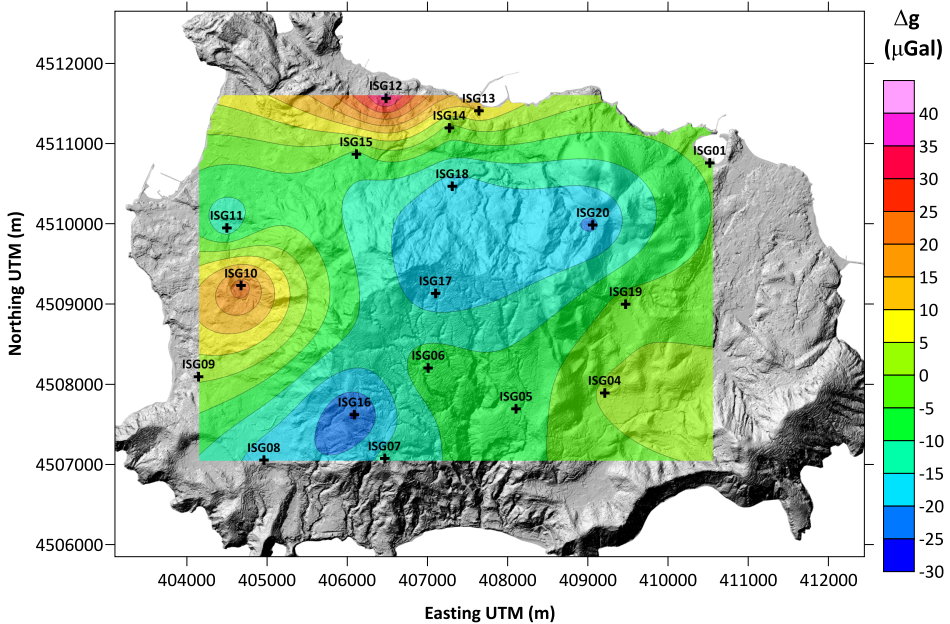 Δg
(μGal)
4512000
4511000
4510000
4509000
4508000
4507000
4506000
Northing UTM (m)
ISG12
ISG13
ISG14
ISG15
ISG01
ISG18
ISG11
ISG20
ISG10
ISG17
ISG19
ISG09
ISG06
ISG04
ISG05
ISG16
ISG08
ISG07
40
35
30
25
20
15
10
5
0
-5
-10
-15
-20
-25
-30
404000
405000
406000
407000
408000
409000
410000
411000
412000
Easting UTM (m)